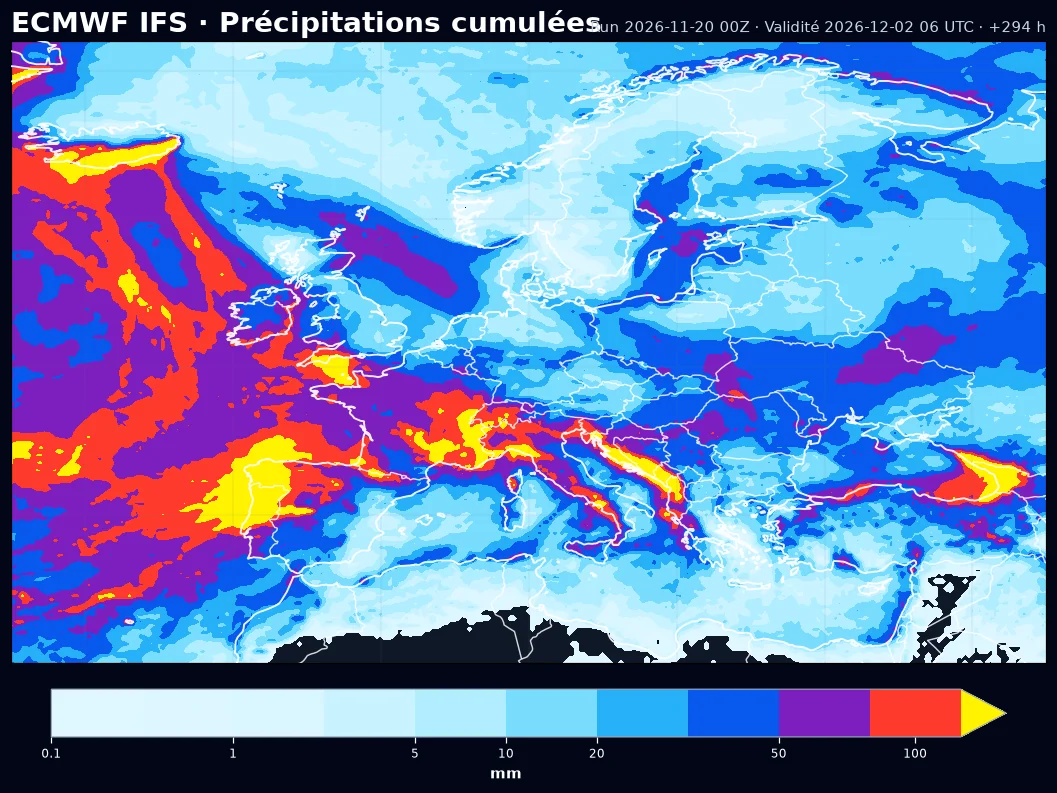 ECMWF IFS · Précipitations cumulées
Run 2026-11-20 00Z · Validité 2026-12-02 06 UTC · +294 h
0.1 1 5 10 20 50 100
mm